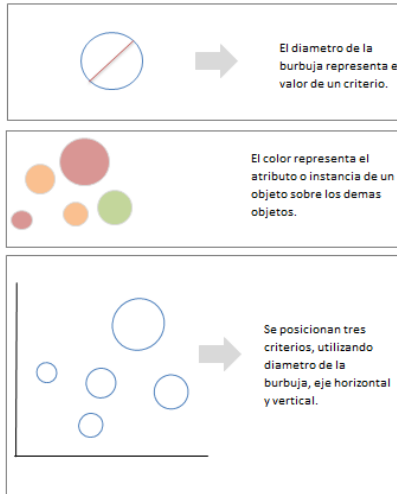 El diametro de la
burbuja representa e
valor de un criterio.
El color representa el
atributo o instancia de un
objeto sobre los demas
objetos.
Se posicionan tres
criterios, utilizando
diametro de la
burbuja, eje horizontal
y vertical.